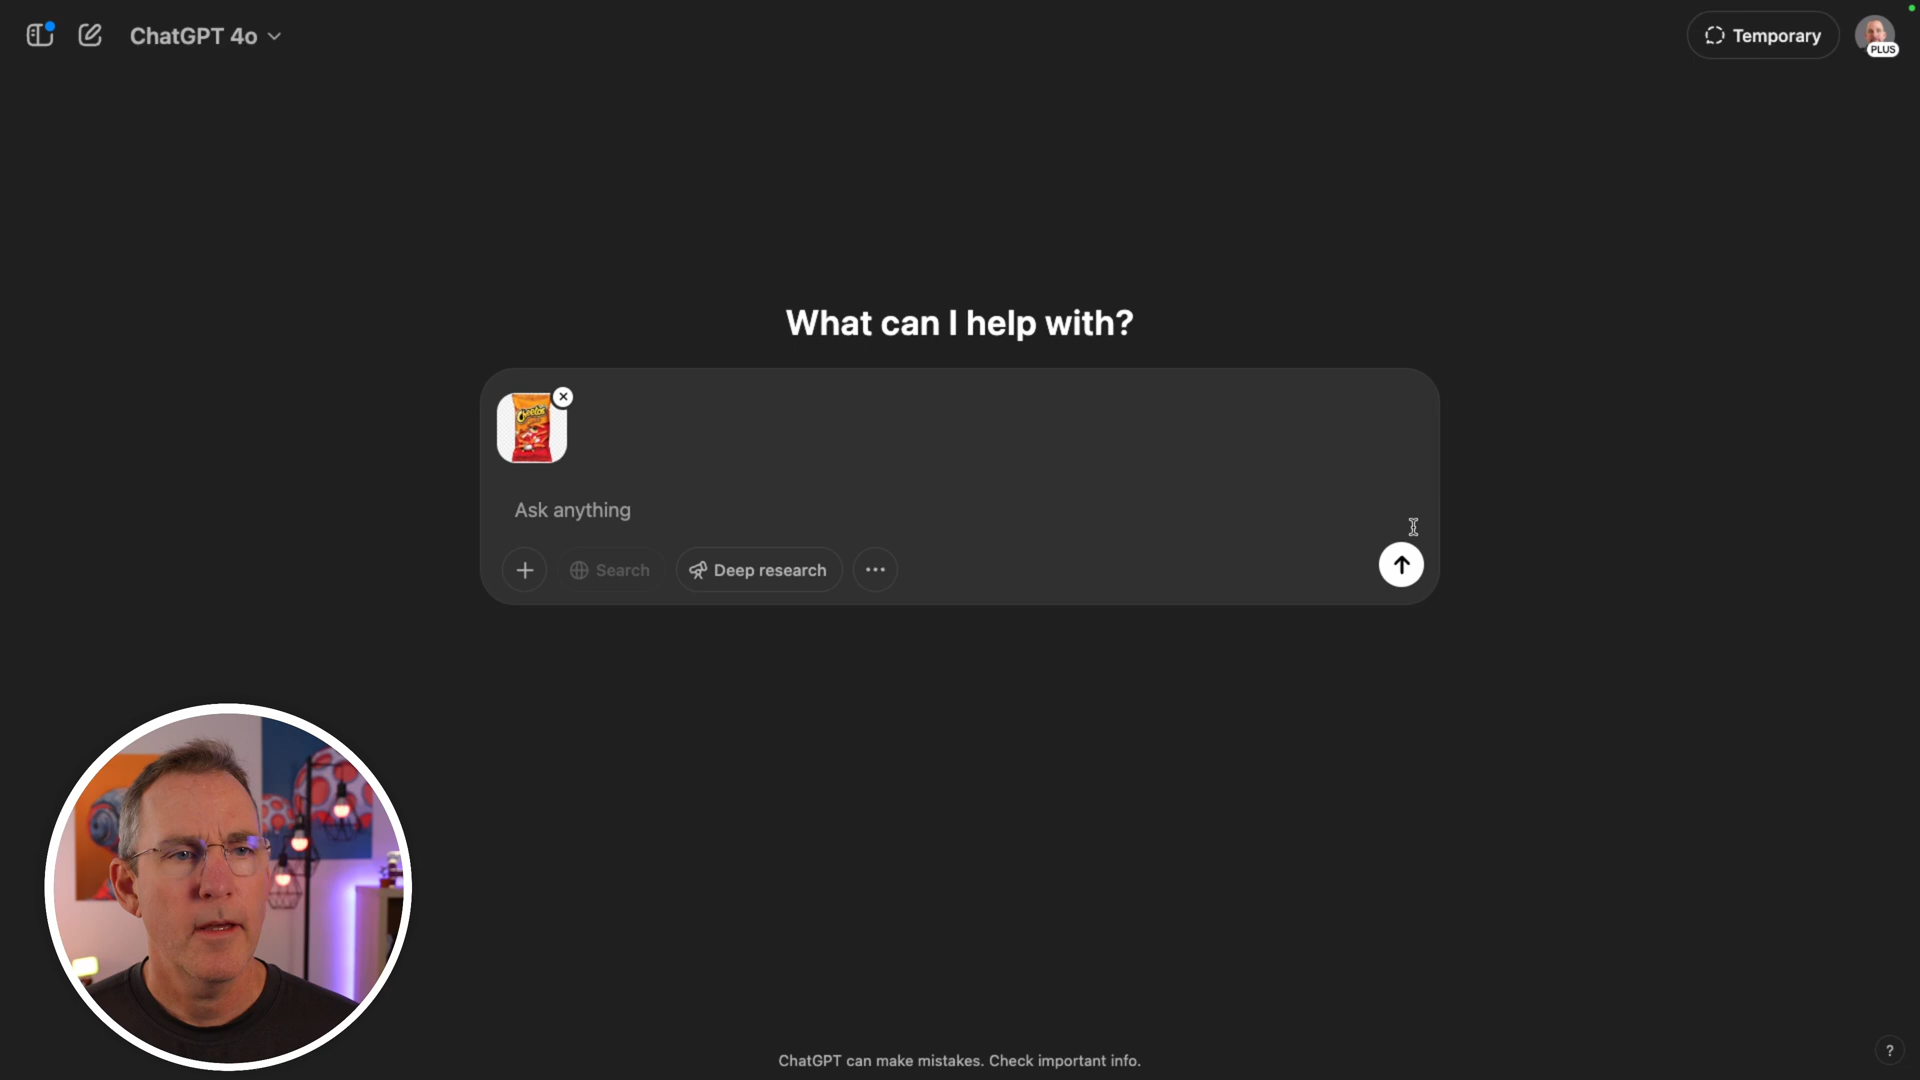 ChatGPT 4o
Temporary
PLUS
What can I help with?
Cheetos
Ask anything
Search
Deep research
ChatGPT can make mistakes. Check important info.
?